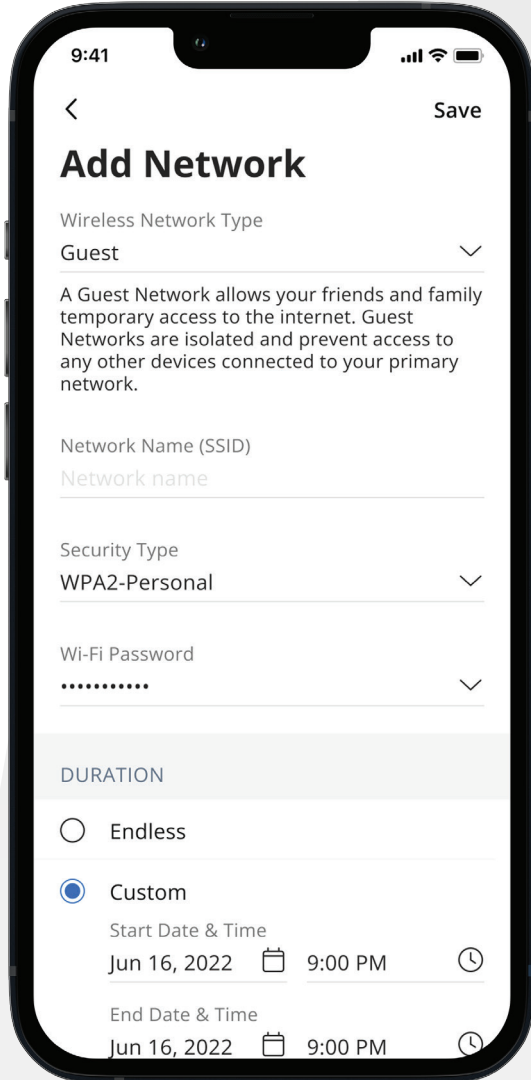 9:41
Save
Add Network
Wireless Network Type
Guest
A Guest Network allows your friends and family
temporary access to the internet. Guest
Networks are isolated and prevent access to
any other devices connected to your primary
network.
Network Name (SSID)
Network name
Security Type
WPA2-Personal
Wi-Fi Password
•••••••••••
DURATION
Endless
Custom
Start Date & Time
Jun 16, 2022 9:00 PM
End Date & Time
Jun 16, 2022 9:00 PM